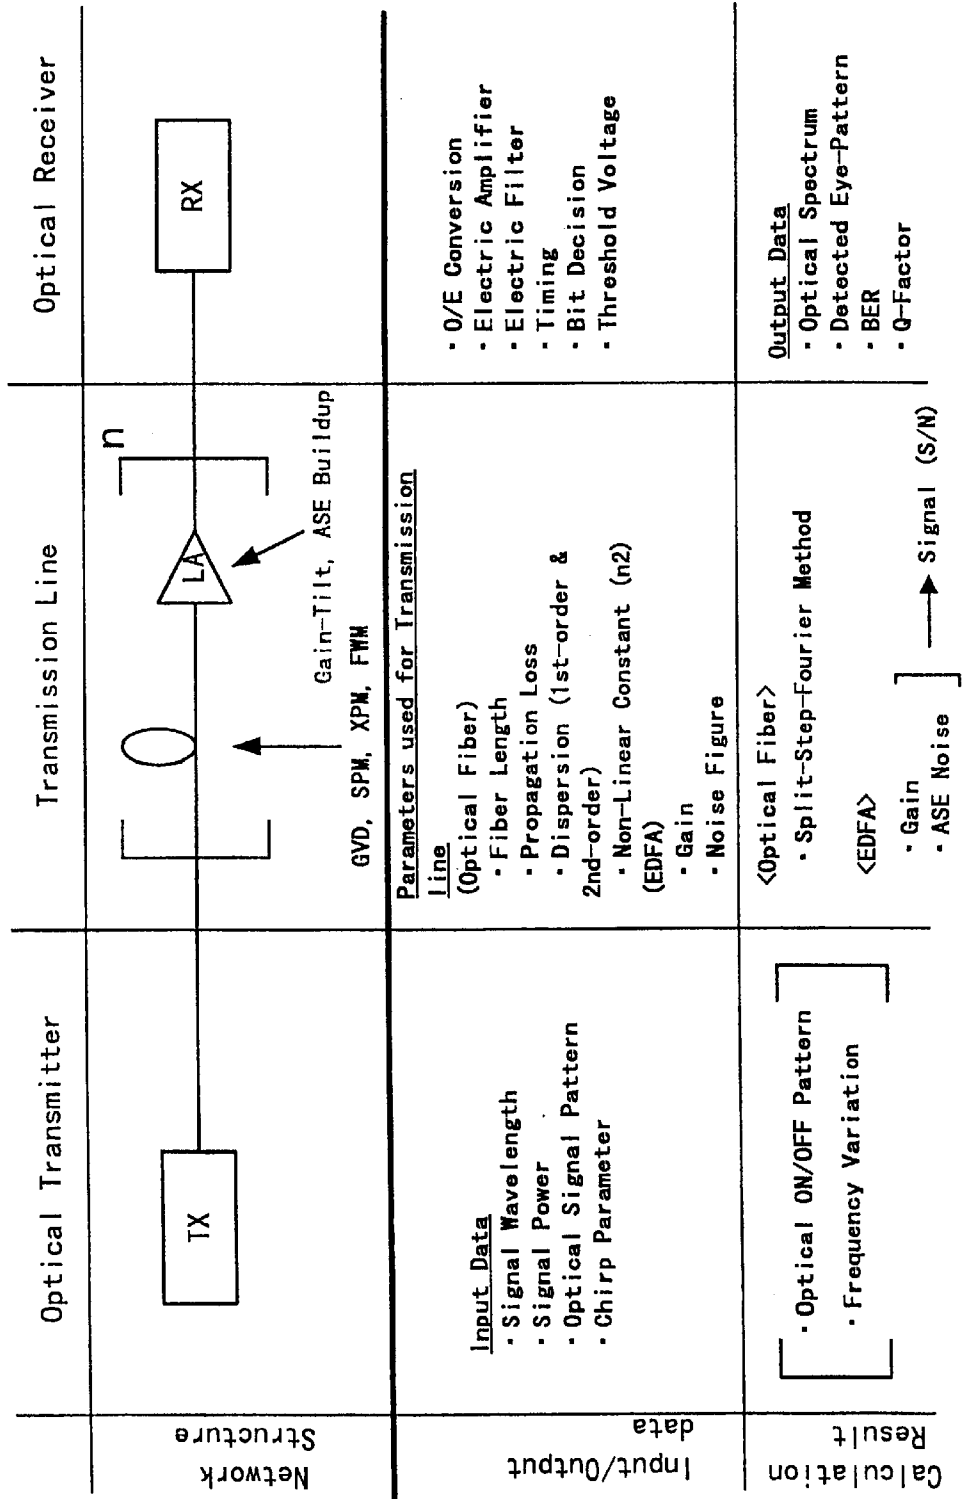 Optical Transmitter
Transmission Line
Optical Receiver
Network
Structure
TX
GVD, SPM, XPM, FWM
LA
n
Gain-Tilt, ASE Buildup
RX
Input/Output
data
Input Data
· Signal Wavelength
· Signal Power
· Optical Signal Pattern
· Chirp Parameter
Parameters used for Transmission
line
(Optical Fiber)
· Fiber Length
· Propagation Loss
· Dispersion (1st-order &
2nd-order)
· Non-Linear Constant (n2)
(EDFA)
· Gain
· Noise Figure
· O/E Conversion
· Electric Amplifier
· Electric Filter
· Timing
· Bit Decision
· Threshold Voltage
Calculation
Result
· Optical ON/OFF Pattern
· Frequency Variation
<Optical Fiber>
· Split-Step-Fourier Method
<EDFA>
· Gain
· ASE Noise
Signal (S/N)
Output Data
· Optical Spectrum
· Detected Eye-Pattern
· BER
· Q-Factor